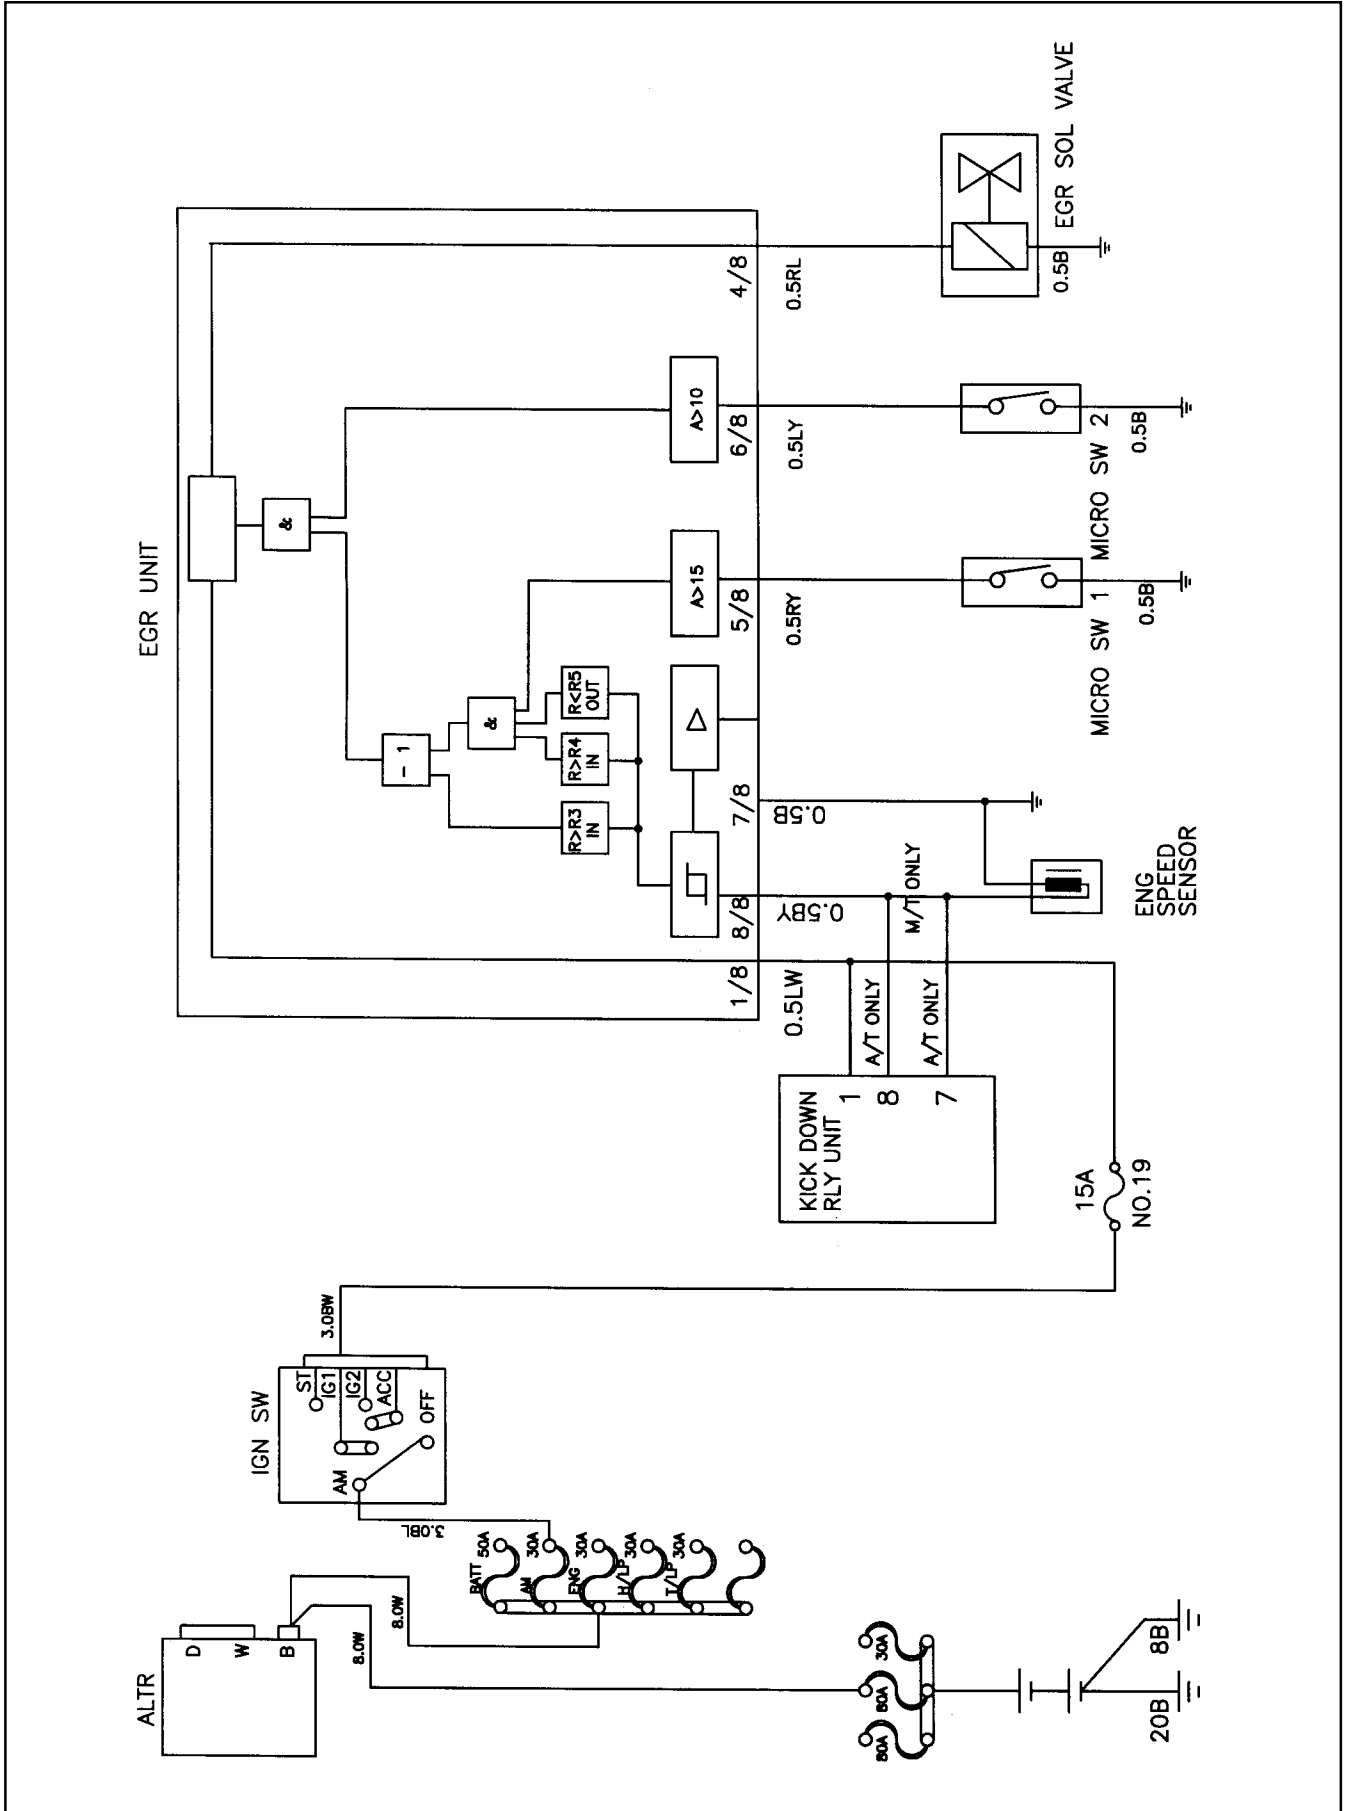 EGR UNIT
&
- 1
&
R>R3
IN
R>R4
IN
R<R5
OUT
A>15
A>10
1/8
8/8
7/8
5/8
6/8
4/8
0.5LW
0.5BY
0.5B
0.5RY
0.5LY
0.5RL
M/T ONLY
A/T ONLY
A/T ONLY
KICK DOWN
RLY UNIT
1
8
7
ENG
SPEED
SENSOR
MICRO SW 1
0.5B
MICRO SW 2
0.5B
0.5B
EGR SOL VALVE
15A
NO.19
IGN SW
AM
ST
IG1
IG2
ACC
OFF
3.0BW
3.0BL
ALTR
D
W
B
8.0W
8.0W
BATT
50A
AM
30A
ENG
30A
H/LP
30A
T/LP
30A
80A
80A
30A
20B
8B